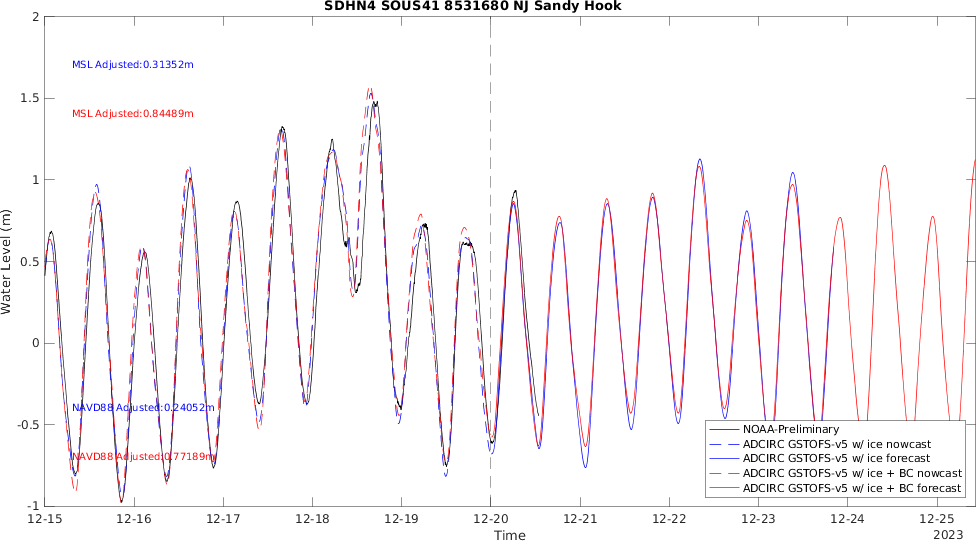 SDHN4 SOUS41 8531680 NJ Sandy Hook
2
1.5
1
0.5
0
-0.5
-1
Water Level (m)
MSL Adjusted:0.31352m
MSL Adjusted:0.84489m
NAVD88 Adjusted:0.24052m
NAVD88 Adjusted:0.77189m
NOAA-Preliminary
ADCIRC GSTOFS-v5 w/ ice nowcast
ADCIRC GSTOFS-v5 w/ ice forecast
ADCIRC GSTOFS-v5 w/ ice + BC nowcast
ADCIRC GSTOFS-v5 w/ ice + BC forecast
12-15 12-16 12-17 12-18 12-19 12-20 12-21 12-22 12-23 12-24 12-25
Time
2023